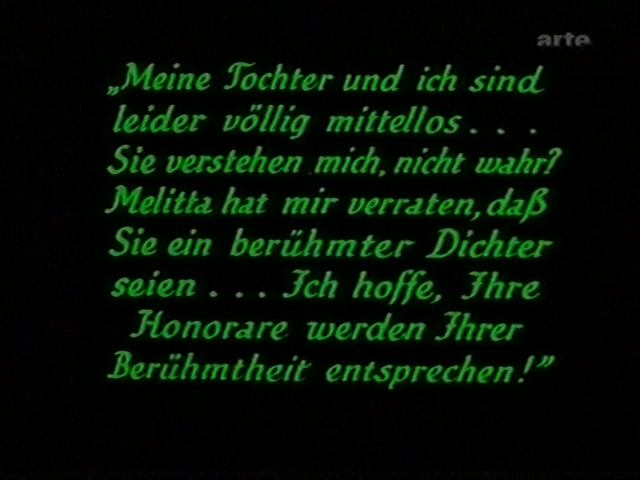 arte
„Meine Tochter und ich sind
leider völlig mittellos . . .
Sie verstehen mich, nicht wahr?
Melitta hat mir verraten, daß
Sie ein berühmter Dichter
seien . . . Ich hoffe, Ihre
Honorare werden Ihrer
Berühmtheit entsprechen!”